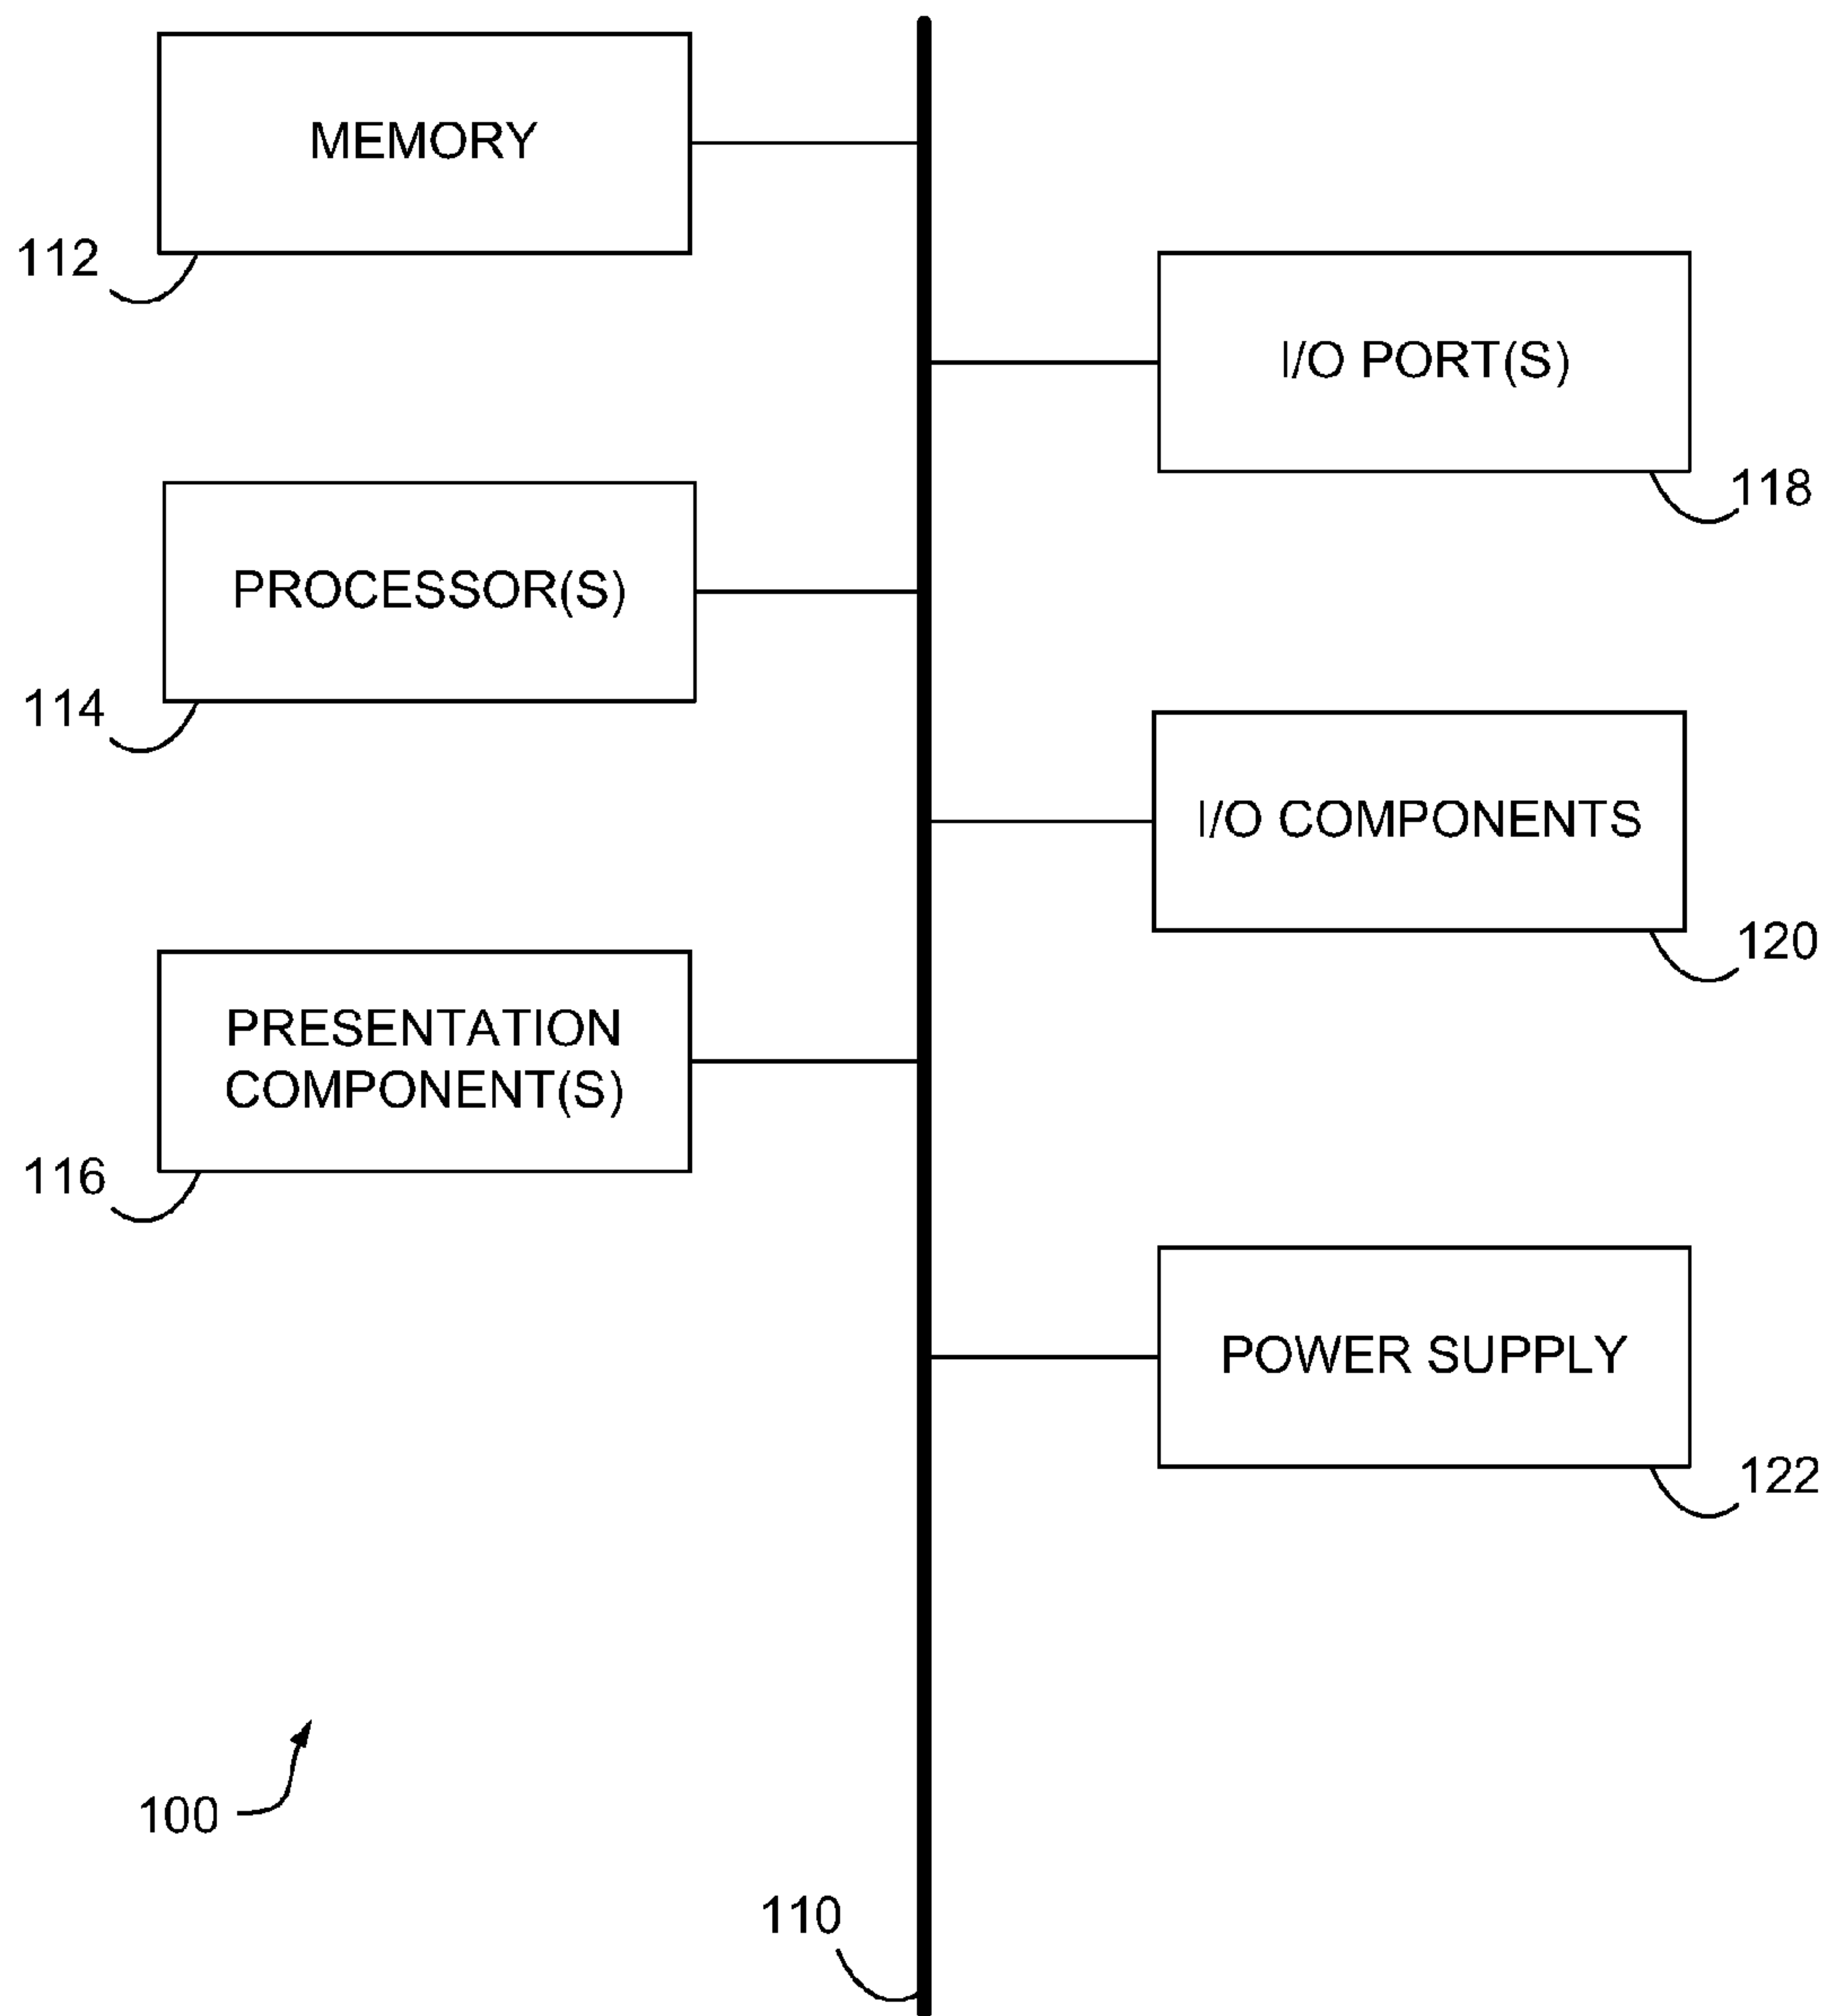 MEMORY
112
I/O PORT(S)
118
PROCESSOR(S)
114
I/O COMPONENTS
120
PRESENTATION
COMPONENT(S)
116
POWER SUPPLY
122
100
110